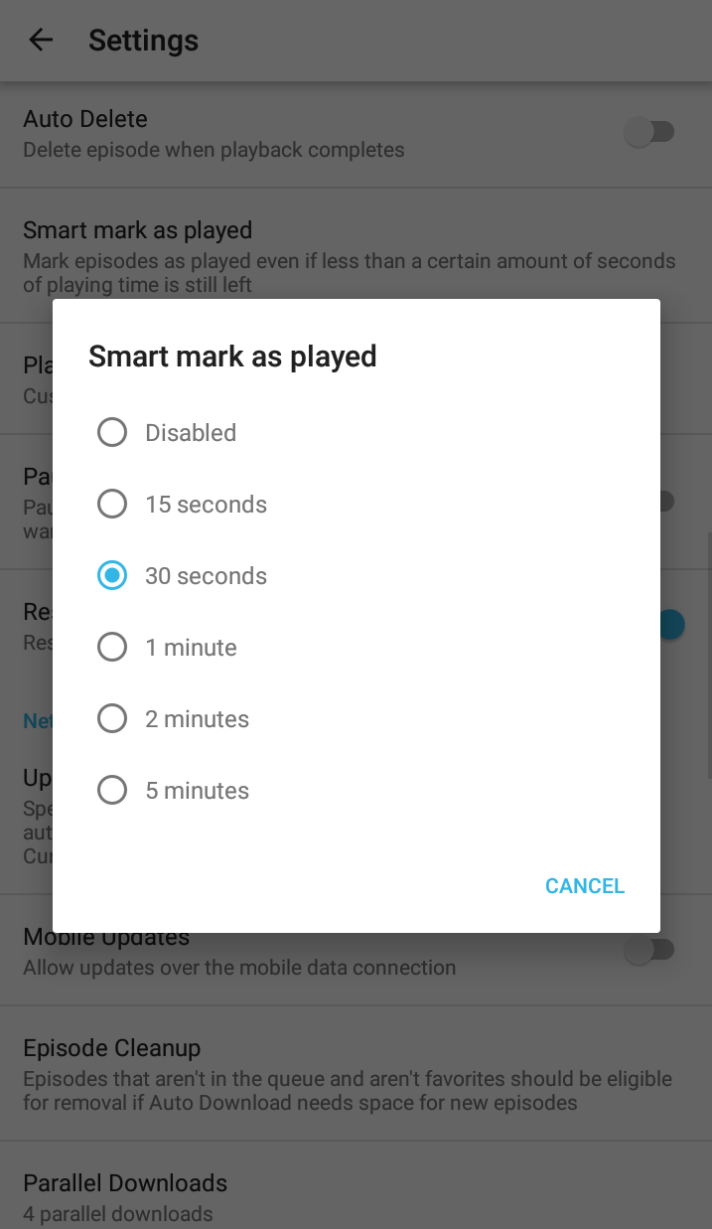 Settings
Auto Delete
Delete episode when playback completes
Smart mark as played
Mark episodes as played even if less than a certain amount of seconds
of playing time is still left
Smart mark as played
Disabled
15 seconds
30 seconds
1 minute
2 minutes
5 minutes
CANCEL
Mobile Updates
Allow updates over the mobile data connection
Episode Cleanup
Episodes that aren't in the queue and aren't favorites should be eligible
for removal if Auto Download needs space for new episodes
Parallel Downloads
4 parallel downloads